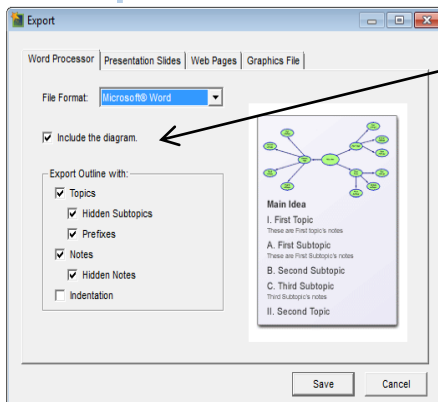 Export
Word Processor
Presentation Slides
Web Pages
Graphics File
File Format:
Microsoft® Word
Include the diagram.
Export Outline with:
Topics
Hidden Subtopics
Prefixes
Notes
Hidden Notes
Indentation
Main Idea
I. First Topic
These are First topic's notes
A. First Subtopic
These are First Subtopic's notes
B. Second Subtopic
C. Third Subtopic
Third Subtopic's notes
II. Second Topic
Save
Cancel